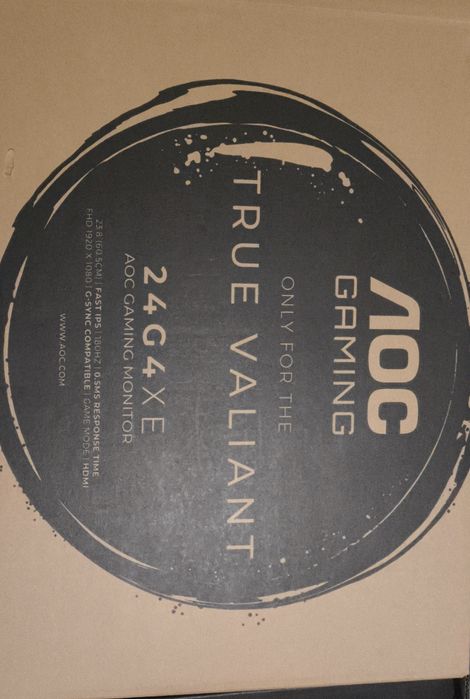 AOC
GAMING
ONLY FOR THE
TRUE VALIANT
24G4XE
AOC GAMING MONITOR
23.8 (60.5CM) | FAST IPS | 180HZ | 0.5MS RESPONSE TIME
FHD 1920 X 1080 | G-SYNC COMPATIBLE | GAME MODE | HDMI
WWW.AOC.COM